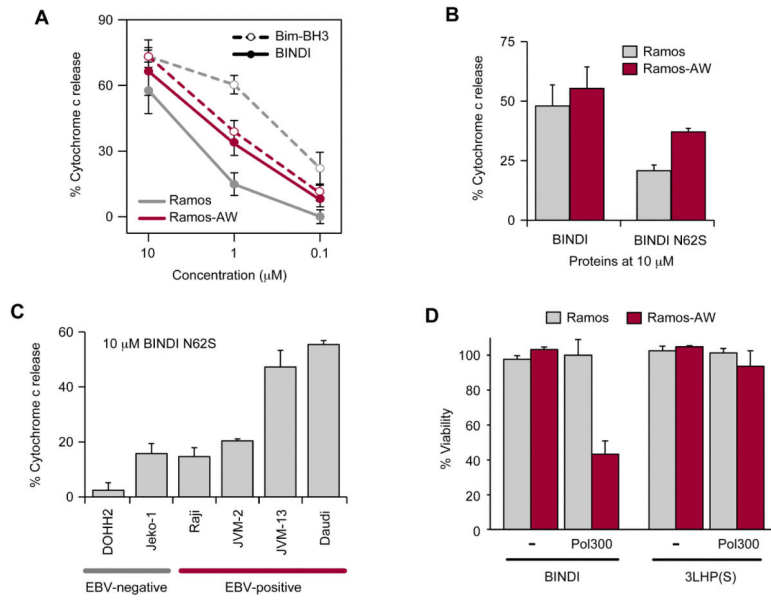 A
% Cytochrome c release
90
60
30
0
Bim-BH3
BINDI
Ramos
Ramos-AW
10
1
0.1
Concentration (μM)
B
% Cytochrome c release
75
50
25
0
Ramos
Ramos-AW
BINDI
BINDI N62S
Proteins at 10 μM
C
% Cytochrome c release
60
40
20
0
10 μM BINDI N62S
DOHH2
Jeko-1
Raji
JVM-2
JVM-13
Daudi
EBV-negative
EBV-positive
D
Ramos
Ramos-AW
% Viability
100
80
60
40
20
0
–
Pol300
–
Pol300
BINDI
3LHP(S)